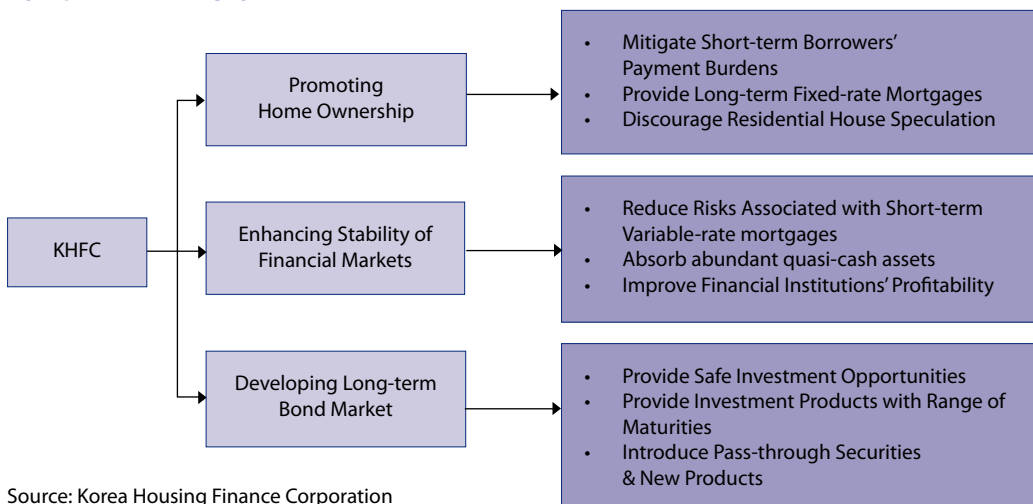 Promoting
Home Ownership
• Mitigate Short-term Borrowers'
Payment Burdens
• Provide Long-term Fixed-rate Mortgages
• Discourage Residential House Speculation
KHFC
Enhancing Stability of
Financial Markets
• Reduce Risks Associated with Short-term
Variable-rate mortgages
• Absorb abundant quasi-cash assets
• Improve Financial Institutions' Profitability
Developing Long-term
Bond Market
• Provide Safe Investment Opportunities
• Provide Investment Products with Range of
Maturities
• Introduce Pass-through Securities
& New Products
Source: Korea Housing Finance Corporation